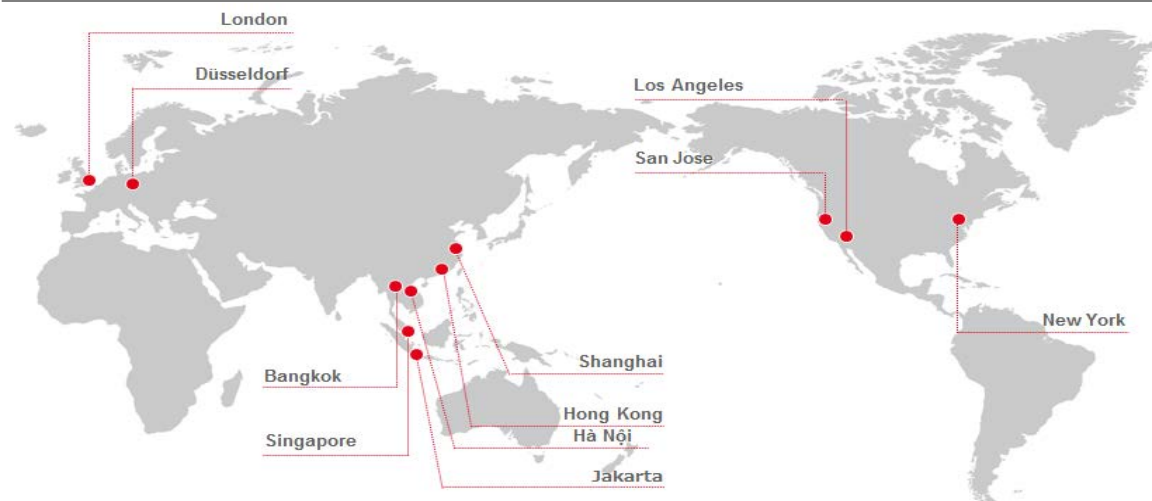 London
Düsseldorf
Los Angeles
San Jose
New York
Shanghai
Bangkok
Hong Kong
Hà Nội
Singapore
Jakarta